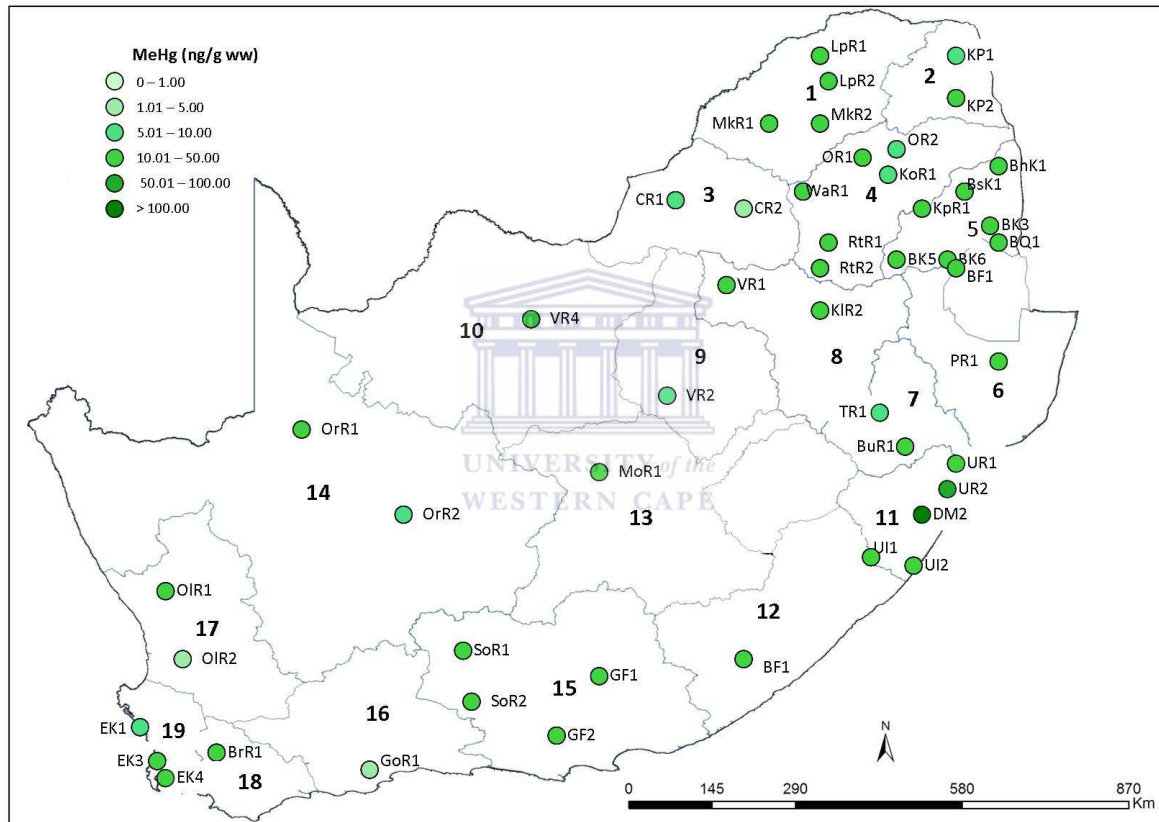 MeHg (ng/g ww)
0 – 1.00
1.01 – 5.00
5.01 – 10.00
10.01 – 50.00
50.01 – 100.00
> 100.00
LpR1
KP1
2
LpR2
1
KP2
MkR1
MkR2
OR2
OR1
KoR1
BhK1
3
4
WaR1
BsK1
CR1
CR2
KpR1
5
BK3
RtR1
BQ1
RtR2
BK5
BK6
BF1
VR1
KlR2
10
VR4
9
8
PR1
6
VR2
7
TR1
OrR1
BuR1
UNIVERSITY of the
UR1
MoR1
WESTERN CAPE
UR2
14
OrR2
13
11
DM2
UI1
UI2
OlR1
12
17
OlR2
SoR1
BF1
GF1
15
SoR2
16
EK1
19
GF2
BrR1
EK3
GoR1
EK4
18
N
0
145
290
580
870
Km